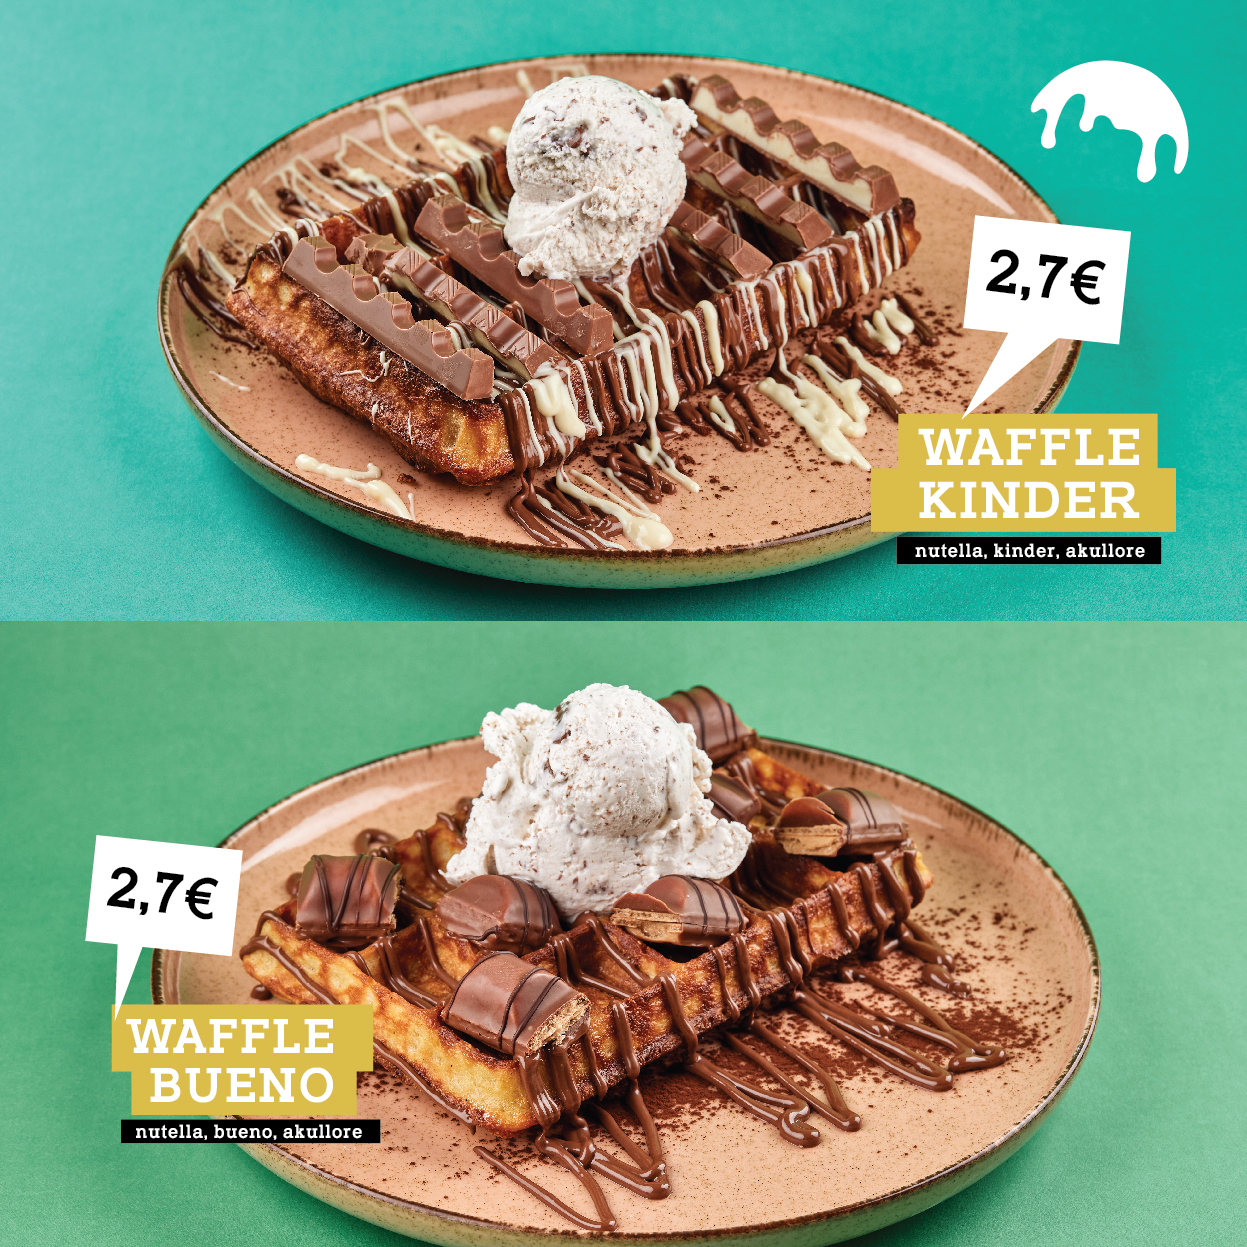 2,7€
WAFFLE
KINDER
nutella, kinder, akullore
2,7€
WAFFLE
BUENO
nutella, bueno, akullore